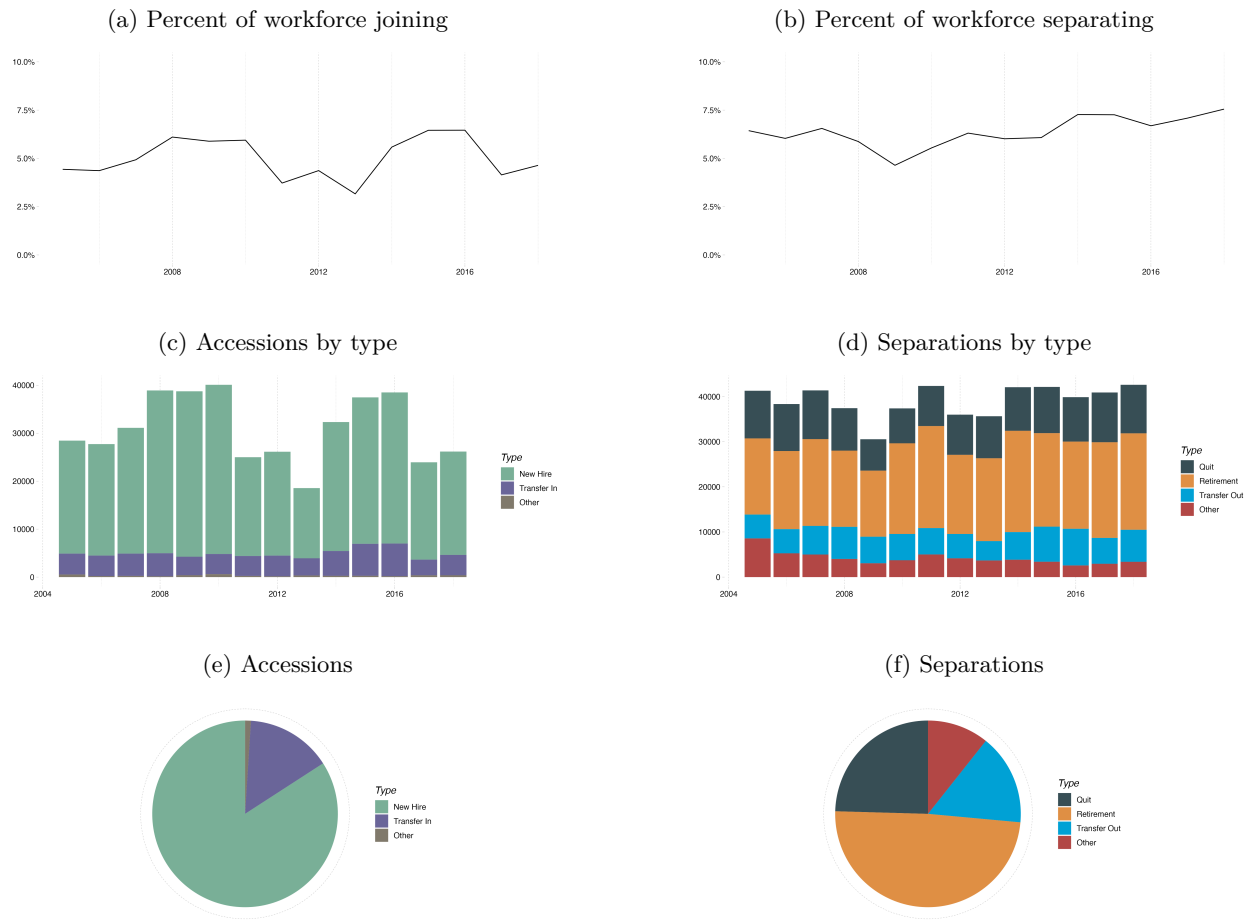 (a) Percent of workforce joining
10.0%
7.5%
5.0%
2.5%
0.0%
2008 2012 2016
(b) Percent of workforce separating
10.0%
7.5%
5.0%
2.5%
0.0%
2008 2012 2016
(c) Accessions by type
40000
30000
20000
10000
0
2004 2008 2012 2016
Type
New Hire
Transfer In
Other
(d) Separations by type
40000
30000
20000
10000
0
2004 2008 2012 2016
Type
Quit
Retirement
Transfer Out
Other
(e) Accessions
Type
New Hire
Transfer In
Other
(f) Separations
Type
Quit
Retirement
Transfer Out
Other